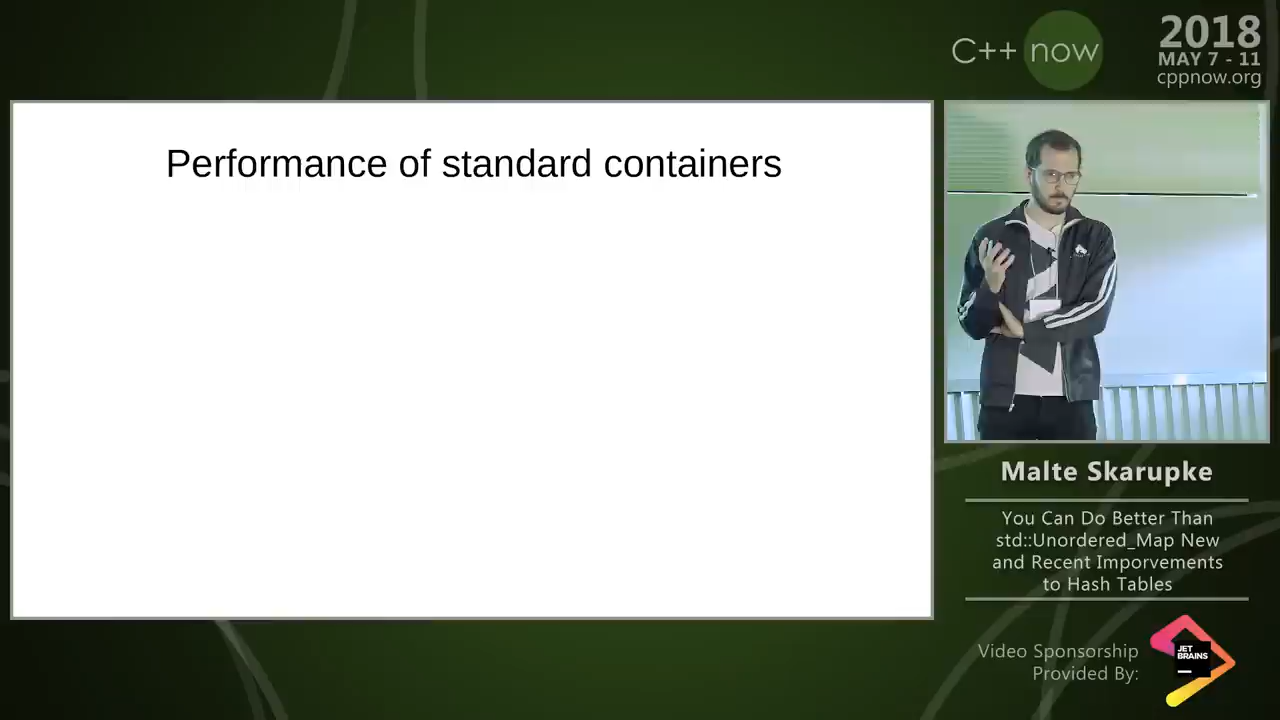 C++ now
2018
MAY 7 - 11
cppnow.org
Performance of standard containers
Malte Skarupke
You Can Do Better Than
std::Unordered_Map New
and Recent Imporvements
to Hash Tables
Video Sponsorship
Provided By:
JET
BRAINS